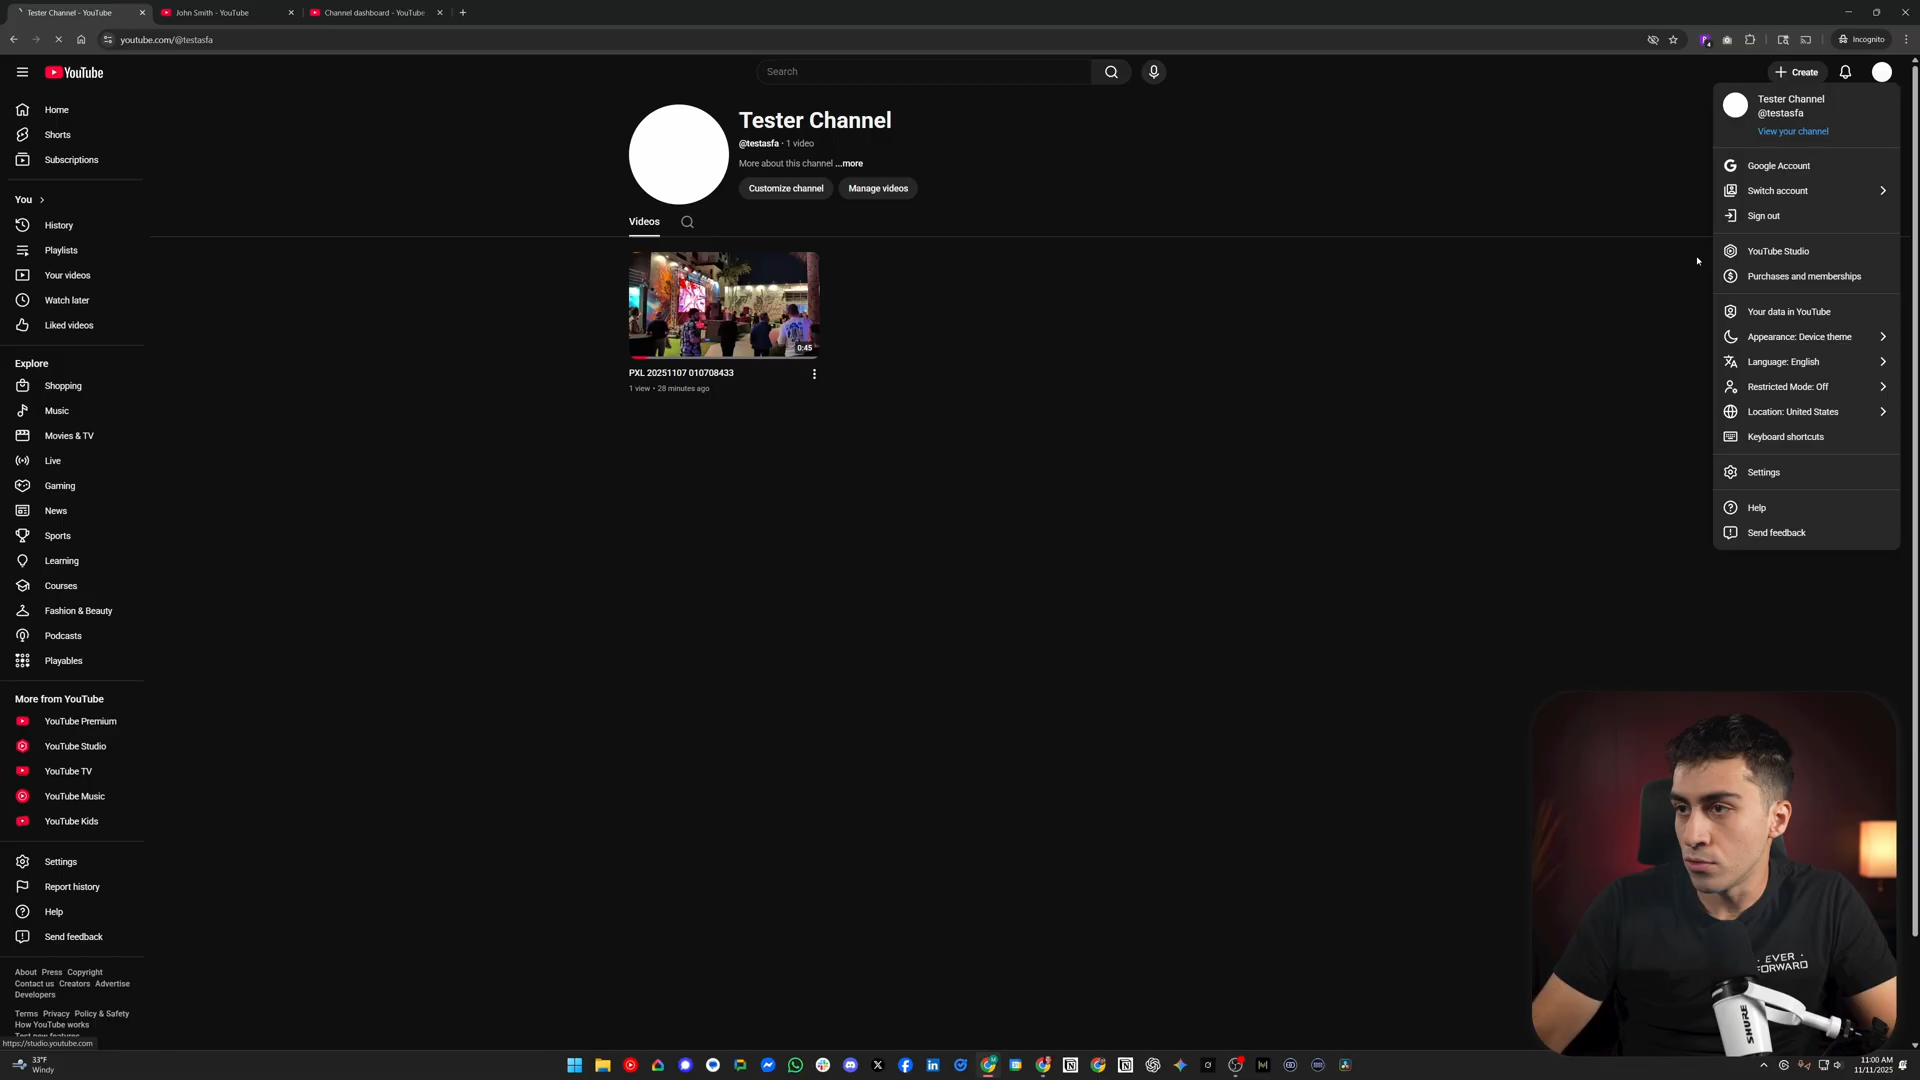 Tester Channel - YouTube
John Smith - YouTube
Channel dashboard - YouTube
youtube.com/@testasfa
Incognito
YouTube
Search
Create
Home
Shorts
Subscriptions
You
History
Playlists
Your videos
Watch later
Liked videos
Explore
Shopping
Music
Movies & TV
Live
Gaming
News
Sports
Learning
Courses
Fashion & Beauty
Podcasts
Playables
More from YouTube
YouTube Premium
YouTube Studio
YouTube TV
YouTube Music
YouTube Kids
Settings
Report history
Help
Send feedback
About Press Copyright
Contact us Creators Advertise
Developers
Terms Privacy Policy & Safety
How YouTube works
Test new features
https://studio.youtube.com
Tester Channel
@testasfa · 1 video
More about this channel ...more
Customize channel
Manage videos
Videos
0:45
PXL 20251107 010708433
1 view • 28 minutes ago
Tester Channel
@testasfa
View your channel
Google Account
Switch account
Sign out
YouTube Studio
Purchases and memberships
Your data in YouTube
Appearance: Device theme
Language: English
Restricted Mode: Off
Location: United States
Keyboard shortcuts
Settings
Help
Send feedback
· EVER ·
FORWARD
SHURE
33°F
Windy
11:00 AM
11/11/2025